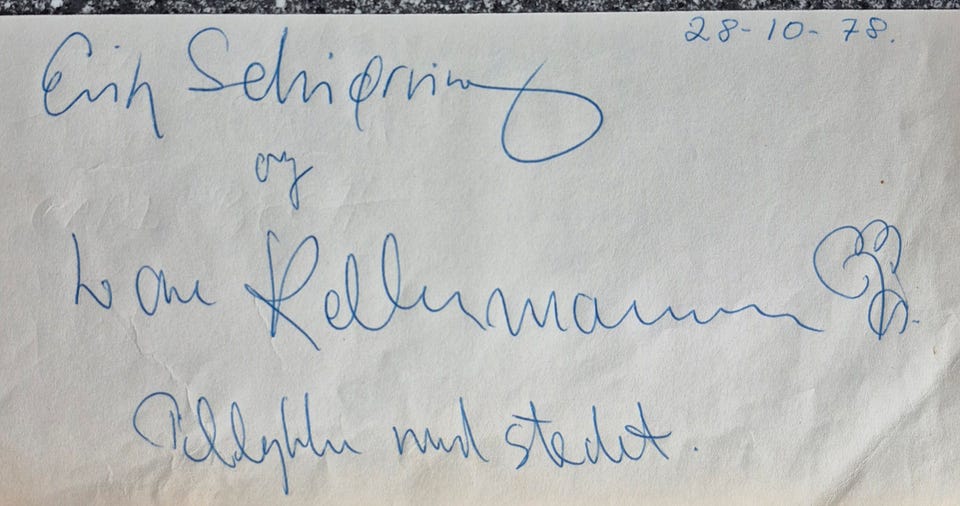 28-10-78.
Erik Schiørring
og
Lone Kellermann
Tillykke med stedet.